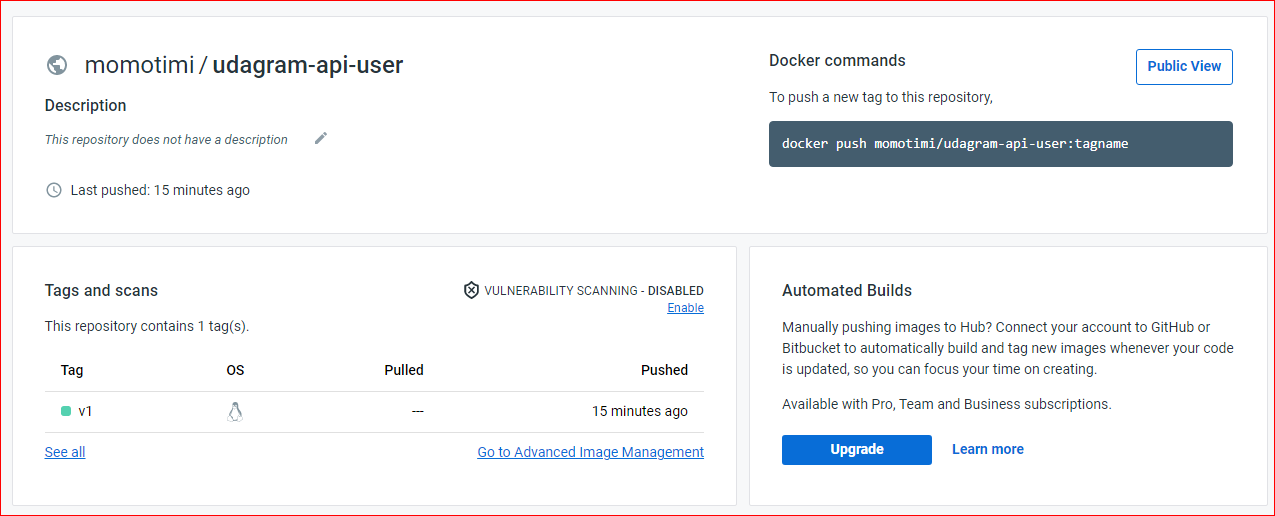 momotimi / udagram-api-user
Description
This repository does not have a description
Last pushed: 15 minutes ago
Docker commands
Public View
To push a new tag to this repository,
docker push momotimi/udagram-api-user:tagname
Tags and scans
VULNERABILITY SCANNING - DISABLED
Enable
This repository contains 1 tag(s).
Tag OS Pulled Pushed
v1 --- 15 minutes ago
See all Go to Advanced Image Management
Automated Builds
Manually pushing images to Hub? Connect your account to GitHub or
Bitbucket to automatically build and tag new images whenever your code
is updated, so you can focus your time on creating.
Available with Pro, Team and Business subscriptions.
Upgrade Learn more